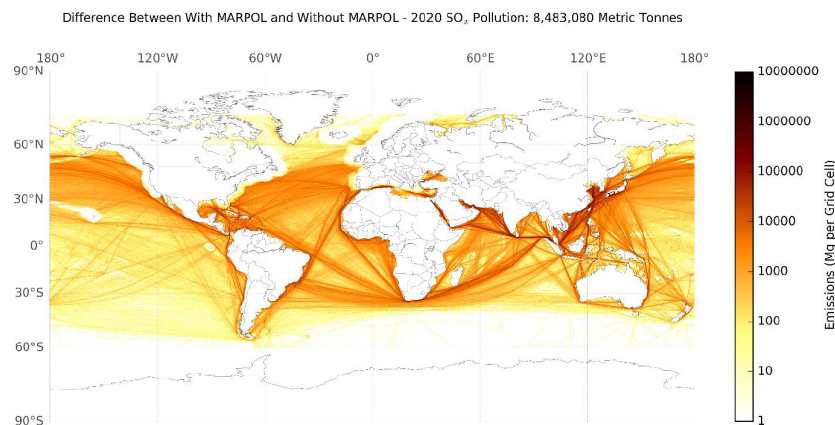 Difference Between With MARPOL and Without MARPOL - 2020 SOₓ Pollution: 8,483,080 Metric Tonnes
180° 120°W 60°W 0° 60°E 120°E 180°
90°N
60°N
30°N
0°
30°S
60°S
90°S
10000000
1000000
100000
10000
1000
100
10
1
Emissions (Mg per Grid Cell)